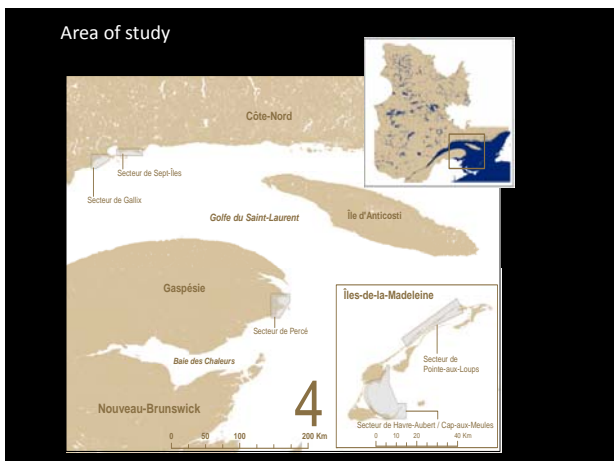 Area of study
Côte-Nord
Secteur de Sept-Îles
Secteur de Gallix
Golfe du Saint-Laurent
Île d'Anticosti
Gaspésie
Secteur de Percé
Baie des Chaleurs
Nouveau-Brunswick
4
0 50 100 200 Km
Îles-de-la-Madeleine
Secteur de
Pointe-aux-Loups
Secteur de Havre-Aubert / Cap-aux-Meules
0 10 20 40 Km